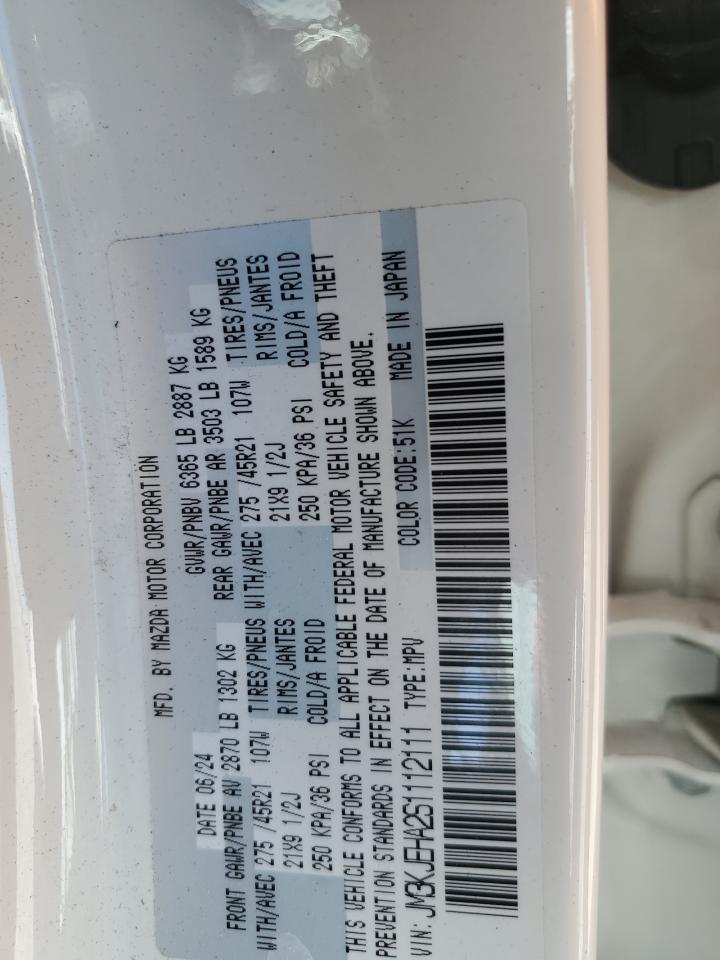 MFD. BY MAZDA MOTOR CORPORATION
DATE 06/24 GVWR/PNBV 6365 LB 2887 KG
FRONT GAWR/PNBE AV 2870 LB 1302 KG REAR GAWR/PNBE AR 3503 LB 1589 KG
WITH/AVEC 275 /45R21 107W TIRES/PNEUS WITH/AVEC 275 /45R21 107W TIRES/PNEUS
21X9 1/2J RIMS/JANTES 21X9 1/2J RIMS/JANTES
250 KPA/36 PSI COLD/A FROID 250 KPA/36 PSI COLD/A FROID
THIS VEHICLE CONFORMS TO ALL APPLICABLE FEDERAL MOTOR VEHICLE SAFETY AND THEFT
PREVENTION STANDARDS IN EFFECT ON THE DATE OF MANUFACTURE SHOWN ABOVE.
VIN: JM3KJEHA2S1112111 TYPE:MPV COLOR CODE:51K MADE IN JAPAN